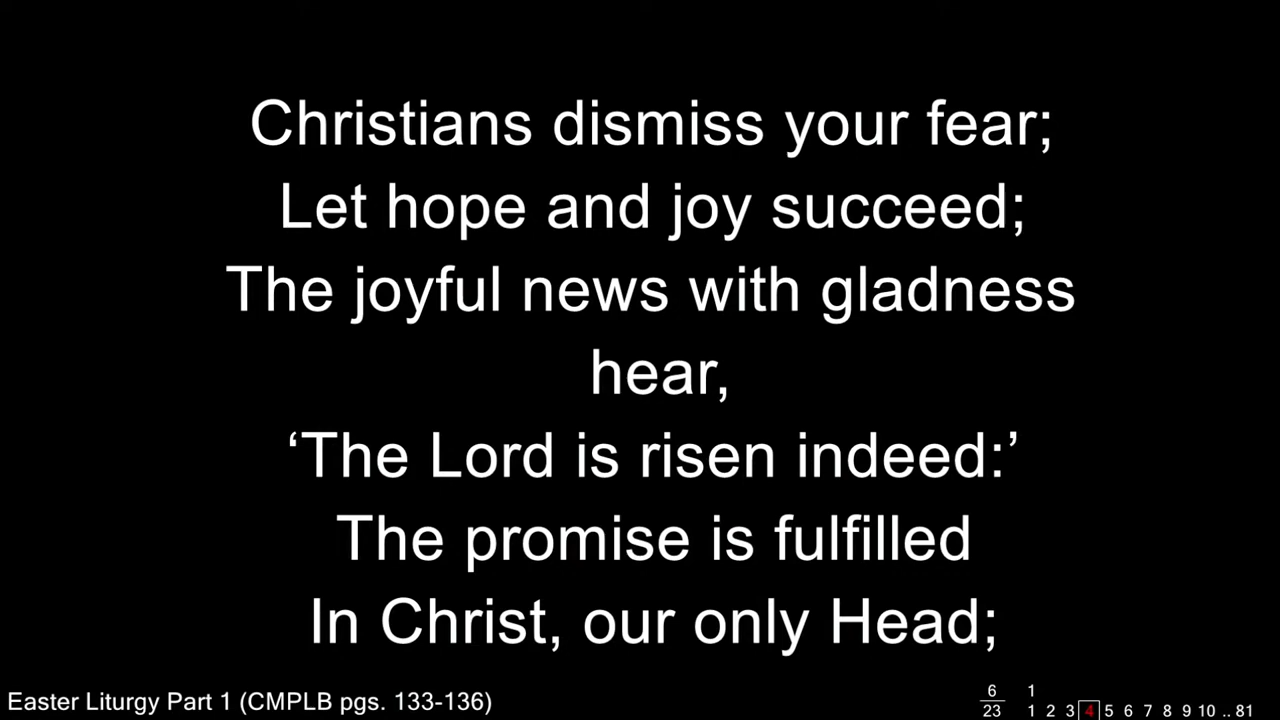 Christians dismiss your fear;
Let hope and joy succeed;
The joyful news with gladness
hear,
‘The Lord is risen indeed:’
The promise is fulfilled
In Christ, our only Head;
Easter Liturgy Part 1 (CMPLB pgs. 133-136)
6 1
23 1 2 3 4 5 6 7 8 9 10 .. 81